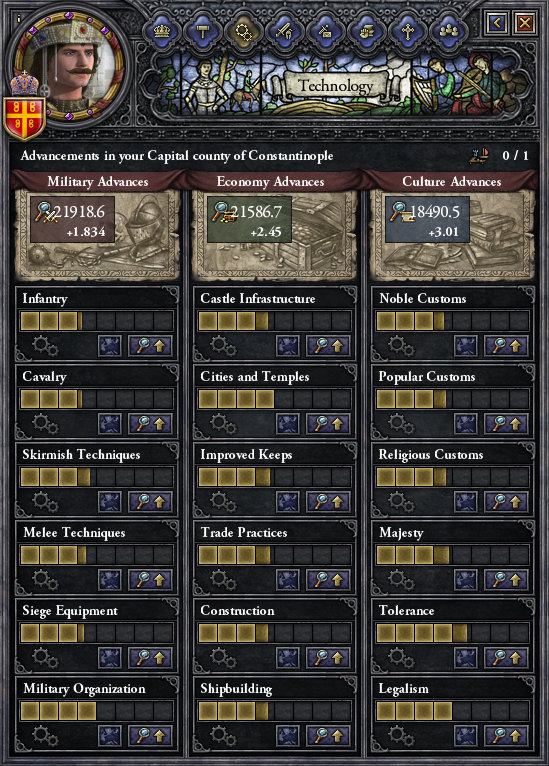 i
Technology
Advancements in your Capital county of Constantinople 0 / 1
Military Advances
Economy Advances
Culture Advances
21918.6
+1.834
21586.7
+2.45
18490.5
+3.01
Infantry
Castle Infrastructure
Noble Customs
Cavalry
Cities and Temples
Popular Customs
Skirmish Techniques
Improved Keeps
Religious Customs
Melee Techniques
Trade Practices
Majesty
Siege Equipment
Construction
Tolerance
Military Organization
Shipbuilding
Legalism